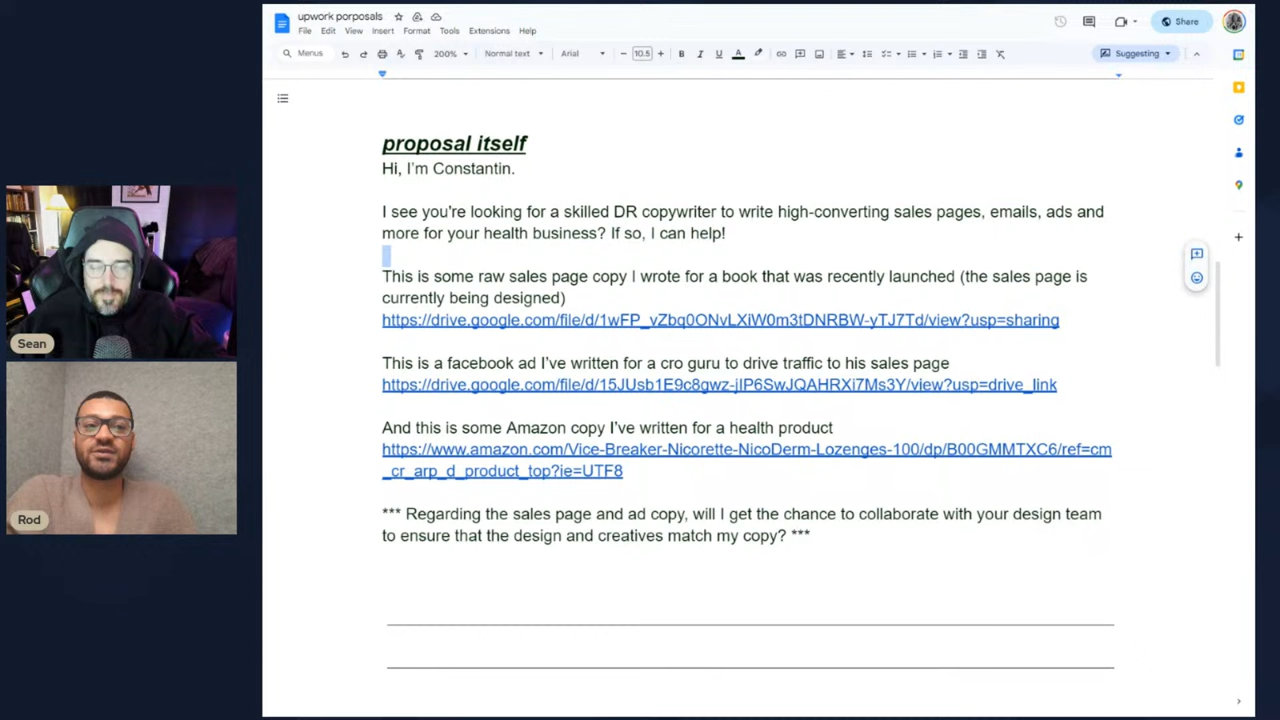 upwork porposals
File Edit View Insert Format Tools Extensions Help
Share
Menus 200% Normal text Arial 10.5 B I U A Suggesting
proposal itself
Hi, I'm Constantin.
I see you're looking for a skilled DR copywriter to write high-converting sales pages, emails, ads and
more for your health business? If so, I can help!
This is some raw sales page copy I wrote for a book that was recently launched (the sales page is
currently being designed)
https://drive.google.com/file/d/1wFP_yZbq0ONvLXiW0m3tDNRBW-yTJ7Td/view?usp=sharing
This is a facebook ad I've written for a cro guru to drive traffic to his sales page
https://drive.google.com/file/d/15JUsb1E9c8gwz-jIP6SwJQAHRXi7Ms3Y/view?usp=drive_link
And this is some Amazon copy I've written for a health product
https://www.amazon.com/Vice-Breaker-Nicorette-NicoDerm-Lozenges-100/dp/B00GMMTXC6/ref=cm
_cr_arp_d_product_top?ie=UTF8
*** Regarding the sales page and ad copy, will I get the chance to collaborate with your design team
to ensure that the design and creatives match my copy? ***
Sean
Rod